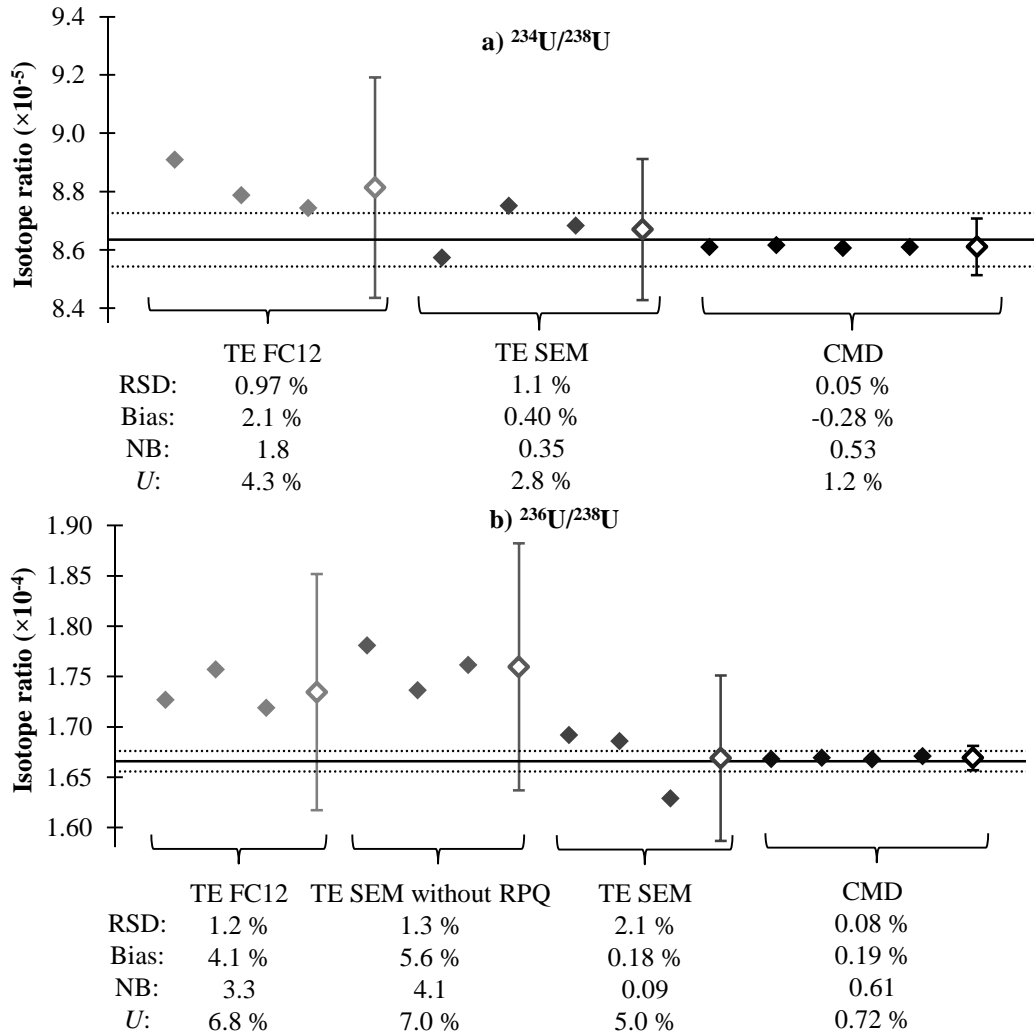 a) ²³⁴U/²³⁸U
Isotope ratio (×10⁻⁵)
9.4
9.2
9.0
8.8
8.6
8.4
TE FC12 TE SEM CMD
RSD: 0.97 % 1.1 % 0.05 %
Bias: 2.1 % 0.40 % -0.28 %
NB: 1.8 0.35 0.53
U: 4.3 % 2.8 % 1.2 %
b) ²³⁶U/²³⁸U
Isotope ratio (×10⁻⁴)
1.90
1.85
1.80
1.75
1.70
1.65
1.60
TE FC12 TE SEM without RPQ TE SEM CMD
RSD: 1.2 % 1.3 % 2.1 % 0.08 %
Bias: 4.1 % 5.6 % 0.18 % 0.19 %
NB: 3.3 4.1 0.09 0.61
U: 6.8 % 7.0 % 5.0 % 0.72 %